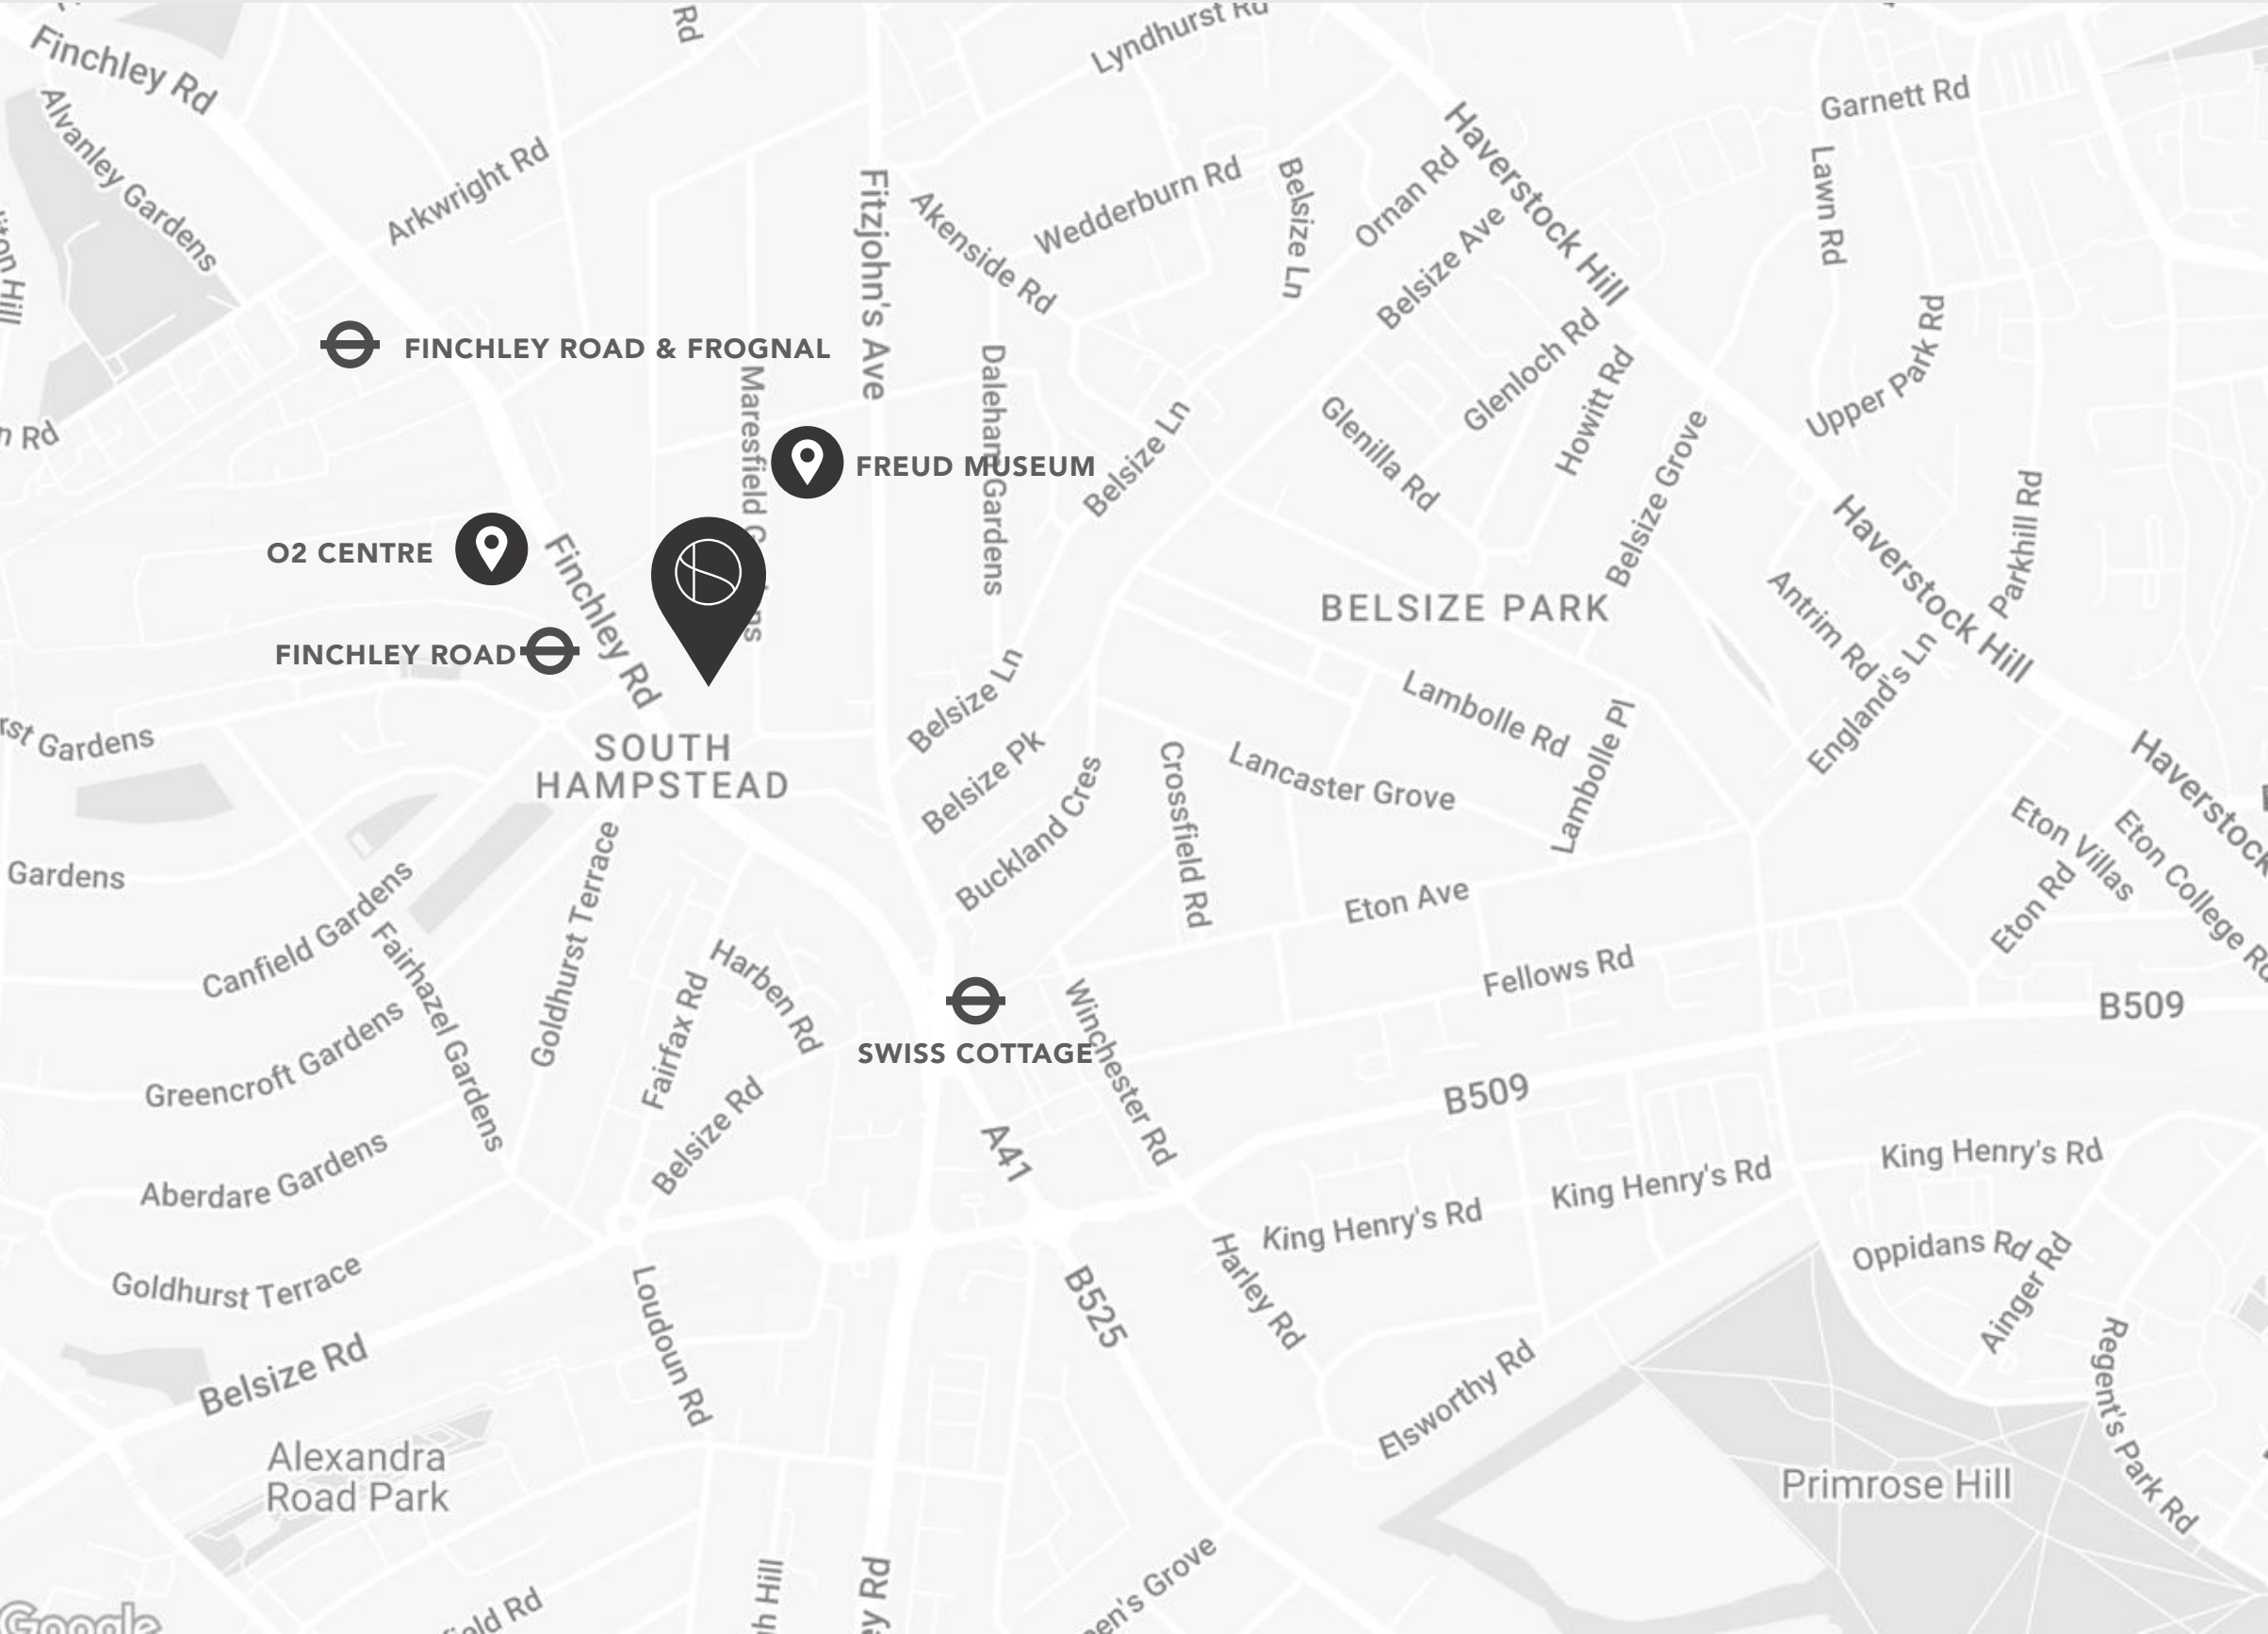 Finchley Rd
Rd
Lyndhurst Rd
Alvanley Gardens
Arkwright Rd
Haverstock Hill
Garnett Rd
Lawn Rd
Fitzjohn's Ave
Akenside Rd
Wedderburn Rd
Belsize Ln
Ornan Rd
Belsize Ave
Hill
FINCHLEY ROAD & FROGNAL
Maresfield
Daleham Gardens
Glenloch Rd
Howitt Rd
Upper Park Rd
Rd
FREUD MUSEUM
Belsize Ln
Glenilla Rd
Belsize Grove
Haverstock Hill
Parkhill Rd
O2 CENTRE
Finchley Rd
BELSIZE PARK
Antrim Rd
England's Ln
FINCHLEY ROAD
Belsize Ln
Lambolle Rd
Lambolle Pl
Gardens
SOUTH
HAMPSTEAD
Belsize Pk
Buckland Cres
Crossfield Rd
Lancaster Grove
Haverstock
Eton Villas
Eton College Rd
Eton Rd
Gardens
Canfield Gardens
Fairhazel Gardens
Goldhurst Terrace
Eton Ave
Fellows Rd
Harben Rd
Fairfax Rd
Winchester Rd
B509
SWISS COTTAGE
Greencroft Gardens
Belsize Rd
A41
B509
Aberdare Gardens
King Henry's Rd
King Henry's Rd
King Henry's Rd
Goldhurst Terrace
Loudoun Rd
B525
Harley Rd
Oppidans Rd
Ainger Rd
Regent's Park Rd
Belsize Rd
Elsworthy Rd
Alexandra
Road Park
Primrose Hill
Hill
Rd
Grove
Rd
Google